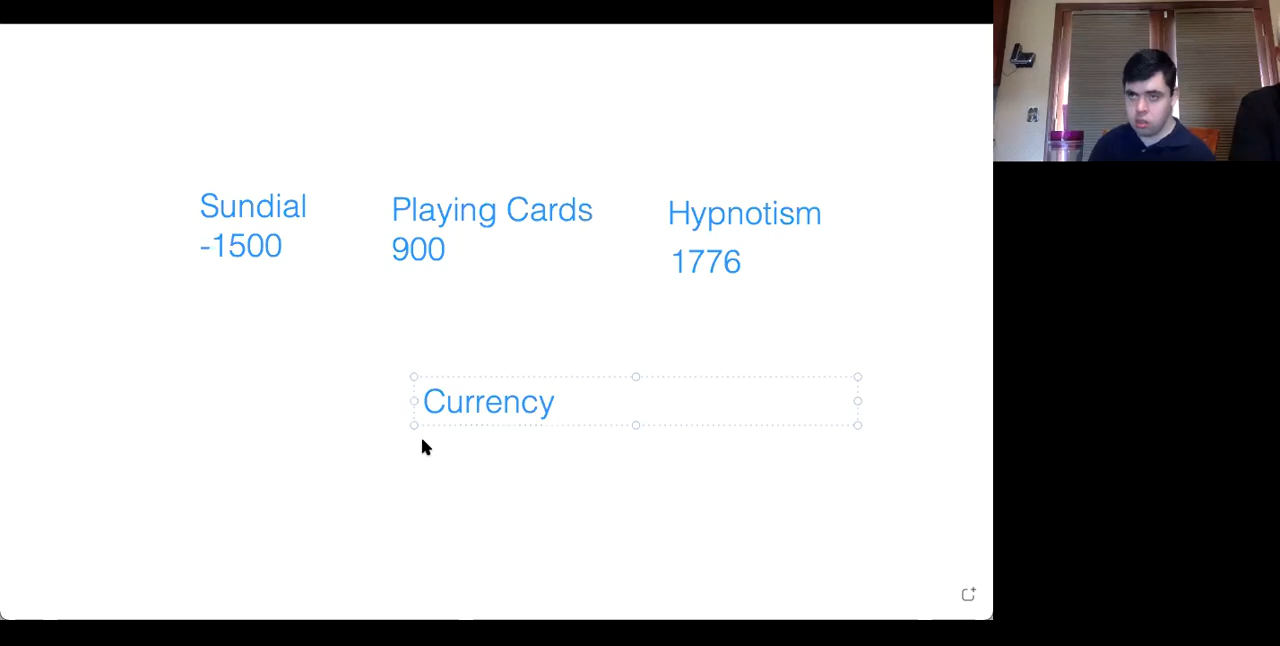 Sundial
-1500
Playing Cards
900
Hypnotism
1776
Currency